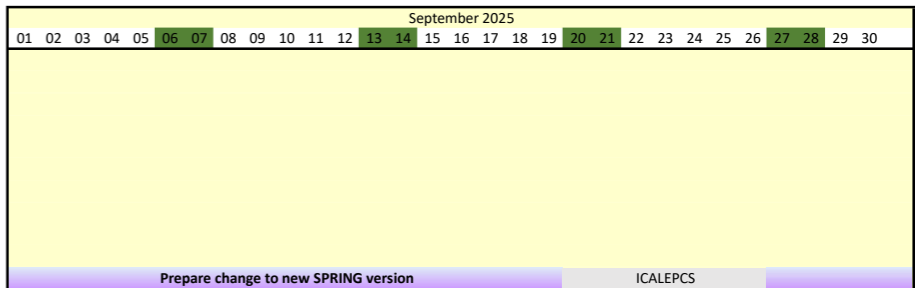 September 2025
01 02 03 04 05 06 07 08 09 10 11 12 13 14 15 16 17 18 19 20 21 22 23 24 25 26 27 28 29 30
Prepare change to new SPRING version ICALEPCS